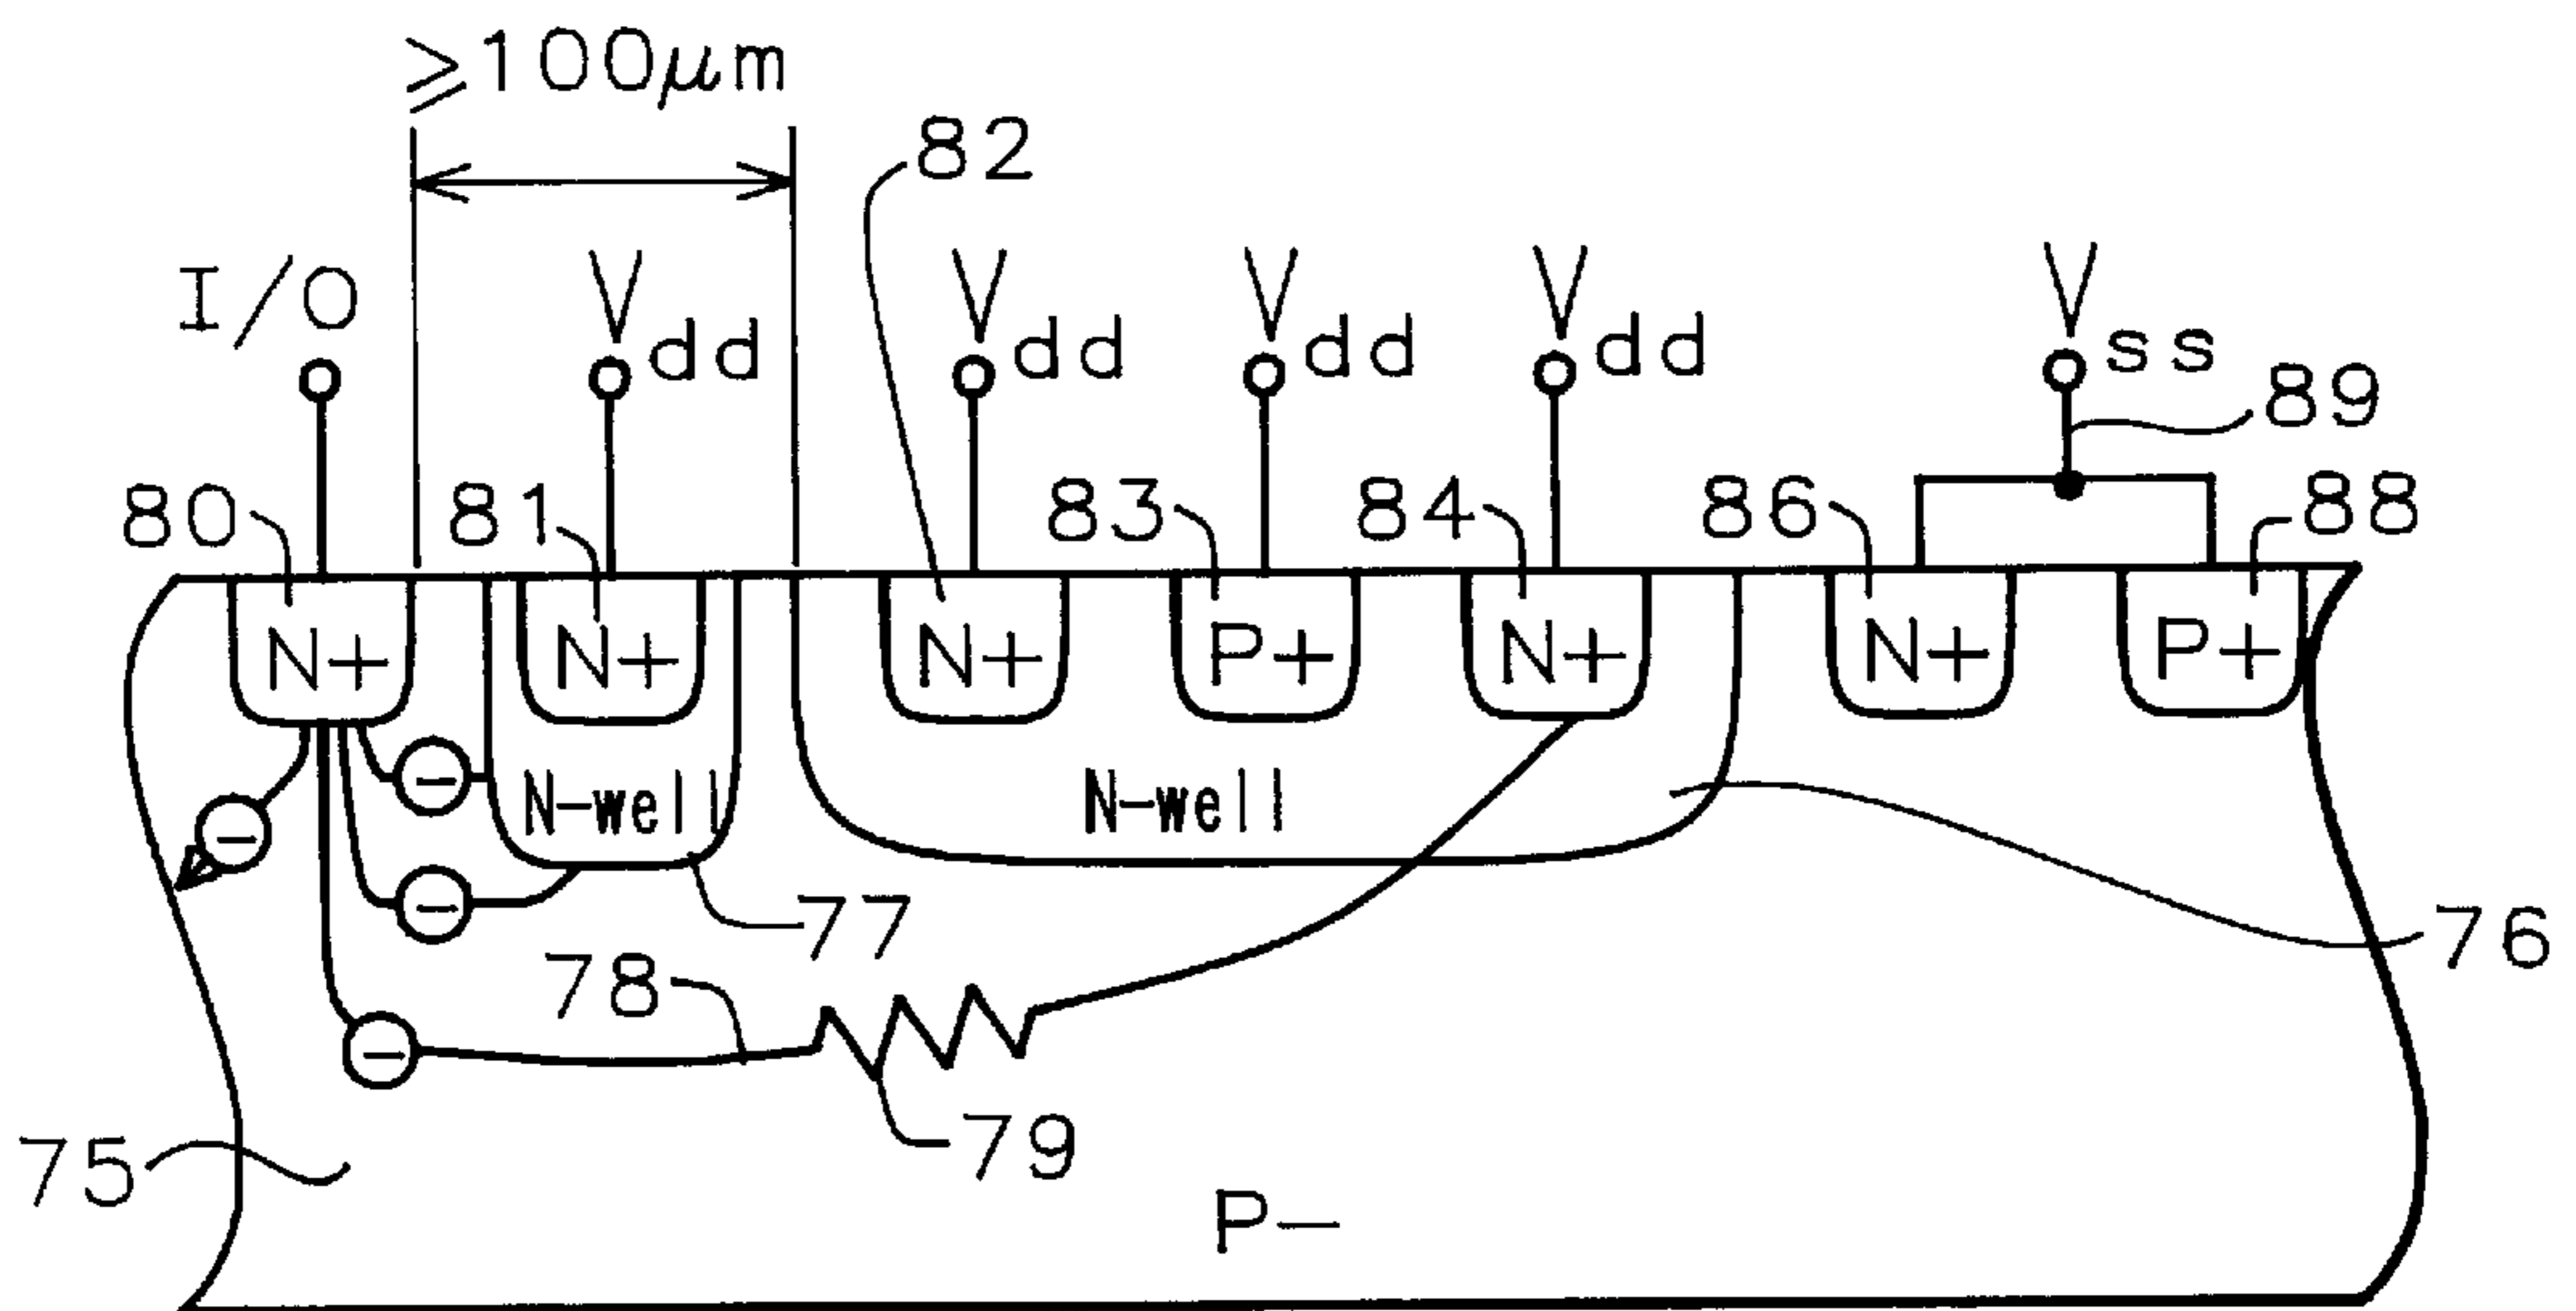 ≥100μm
82
I/O Vdd Vdd Vdd Vdd Vss
89
80 81 83 84 86 88
N+ N+ N+ P+ N+ N+ P+
N-well N-well
- - - -
77
76
78
79
75
P-